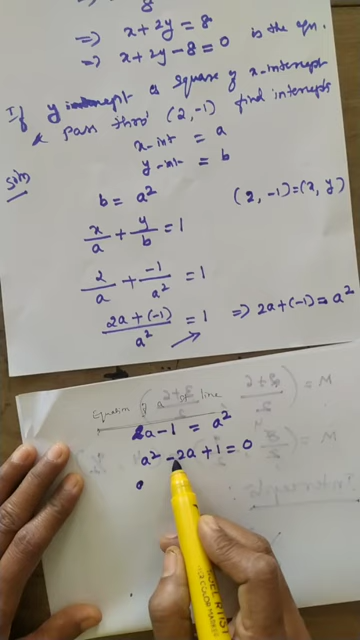 => x + 2y = 8
=> x + 2y - 8 = 0 is the eqn.
If y intercept is square of x-intercept
& pass thro' (2, -1) find intercepts
x-int = a
y-int = b
Soln
b = a²
(2, -1) = (x, y)
x/a + y/b = 1
2/a + -1/a² = 1
2a + (-1)/a² = 1 => 2a + (-1) = a²
Equation of a line
2a - 1 = a²
a² - 2a + 1 = 0